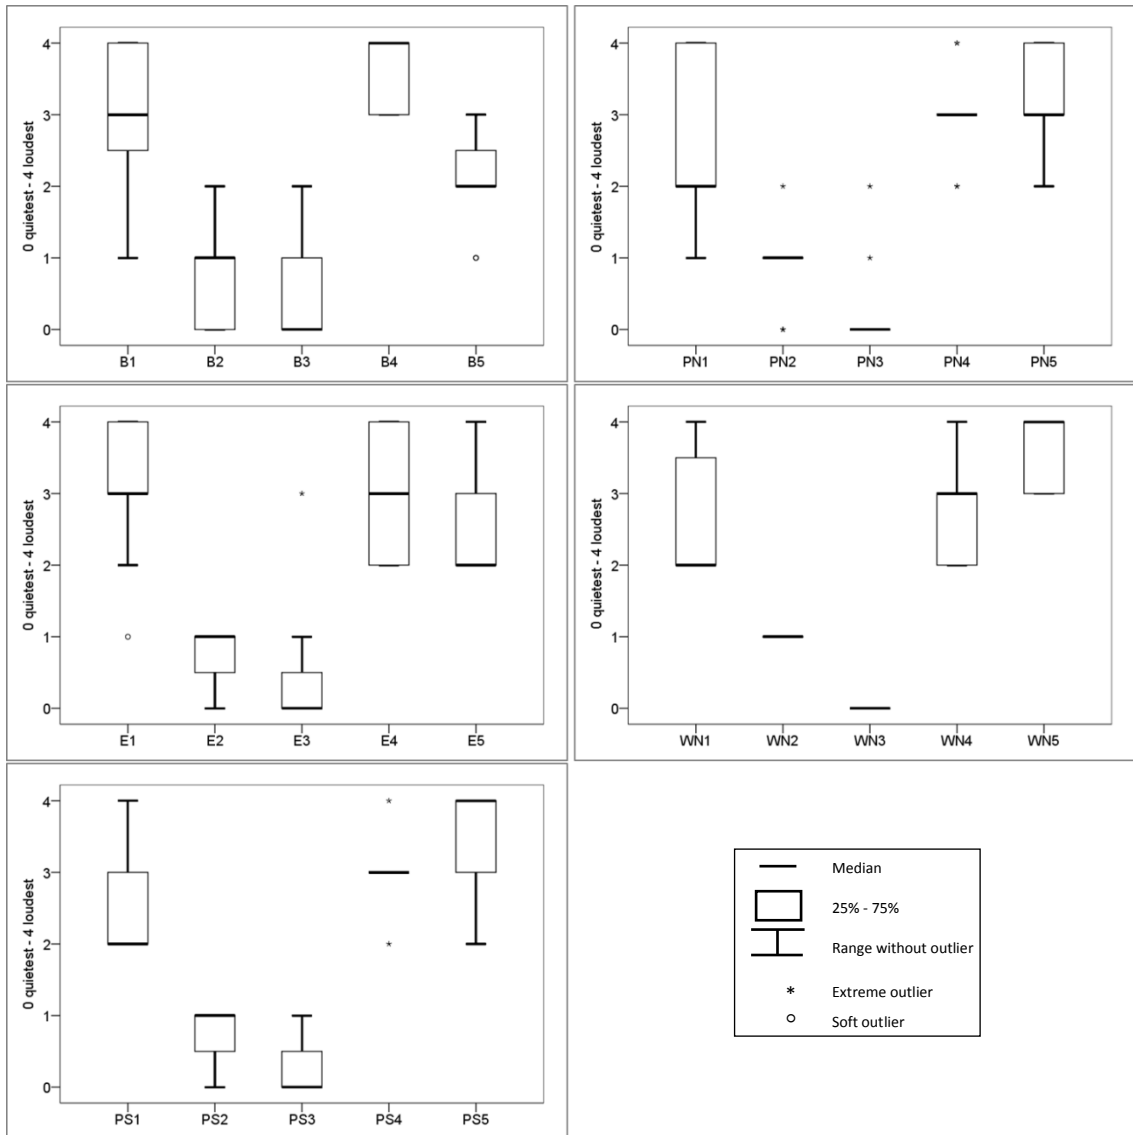 0 quietest - 4 loudest
4
3
2
1
0
B1 B2 B3 B4 B5
0 quietest - 4 loudest
4
3
2
1
0
PN1 PN2 PN3 PN4 PN5
0 quietest - 4 loudest
4
3
2
1
0
E1 E2 E3 E4 E5
0 quietest - 4 loudest
4
3
2
1
0
WN1 WN2 WN3 WN4 WN5
0 quietest - 4 loudest
4
3
2
1
0
PS1 PS2 PS3 PS4 PS5
Median
25% - 75%
Range without outlier
Extreme outlier
Soft outlier